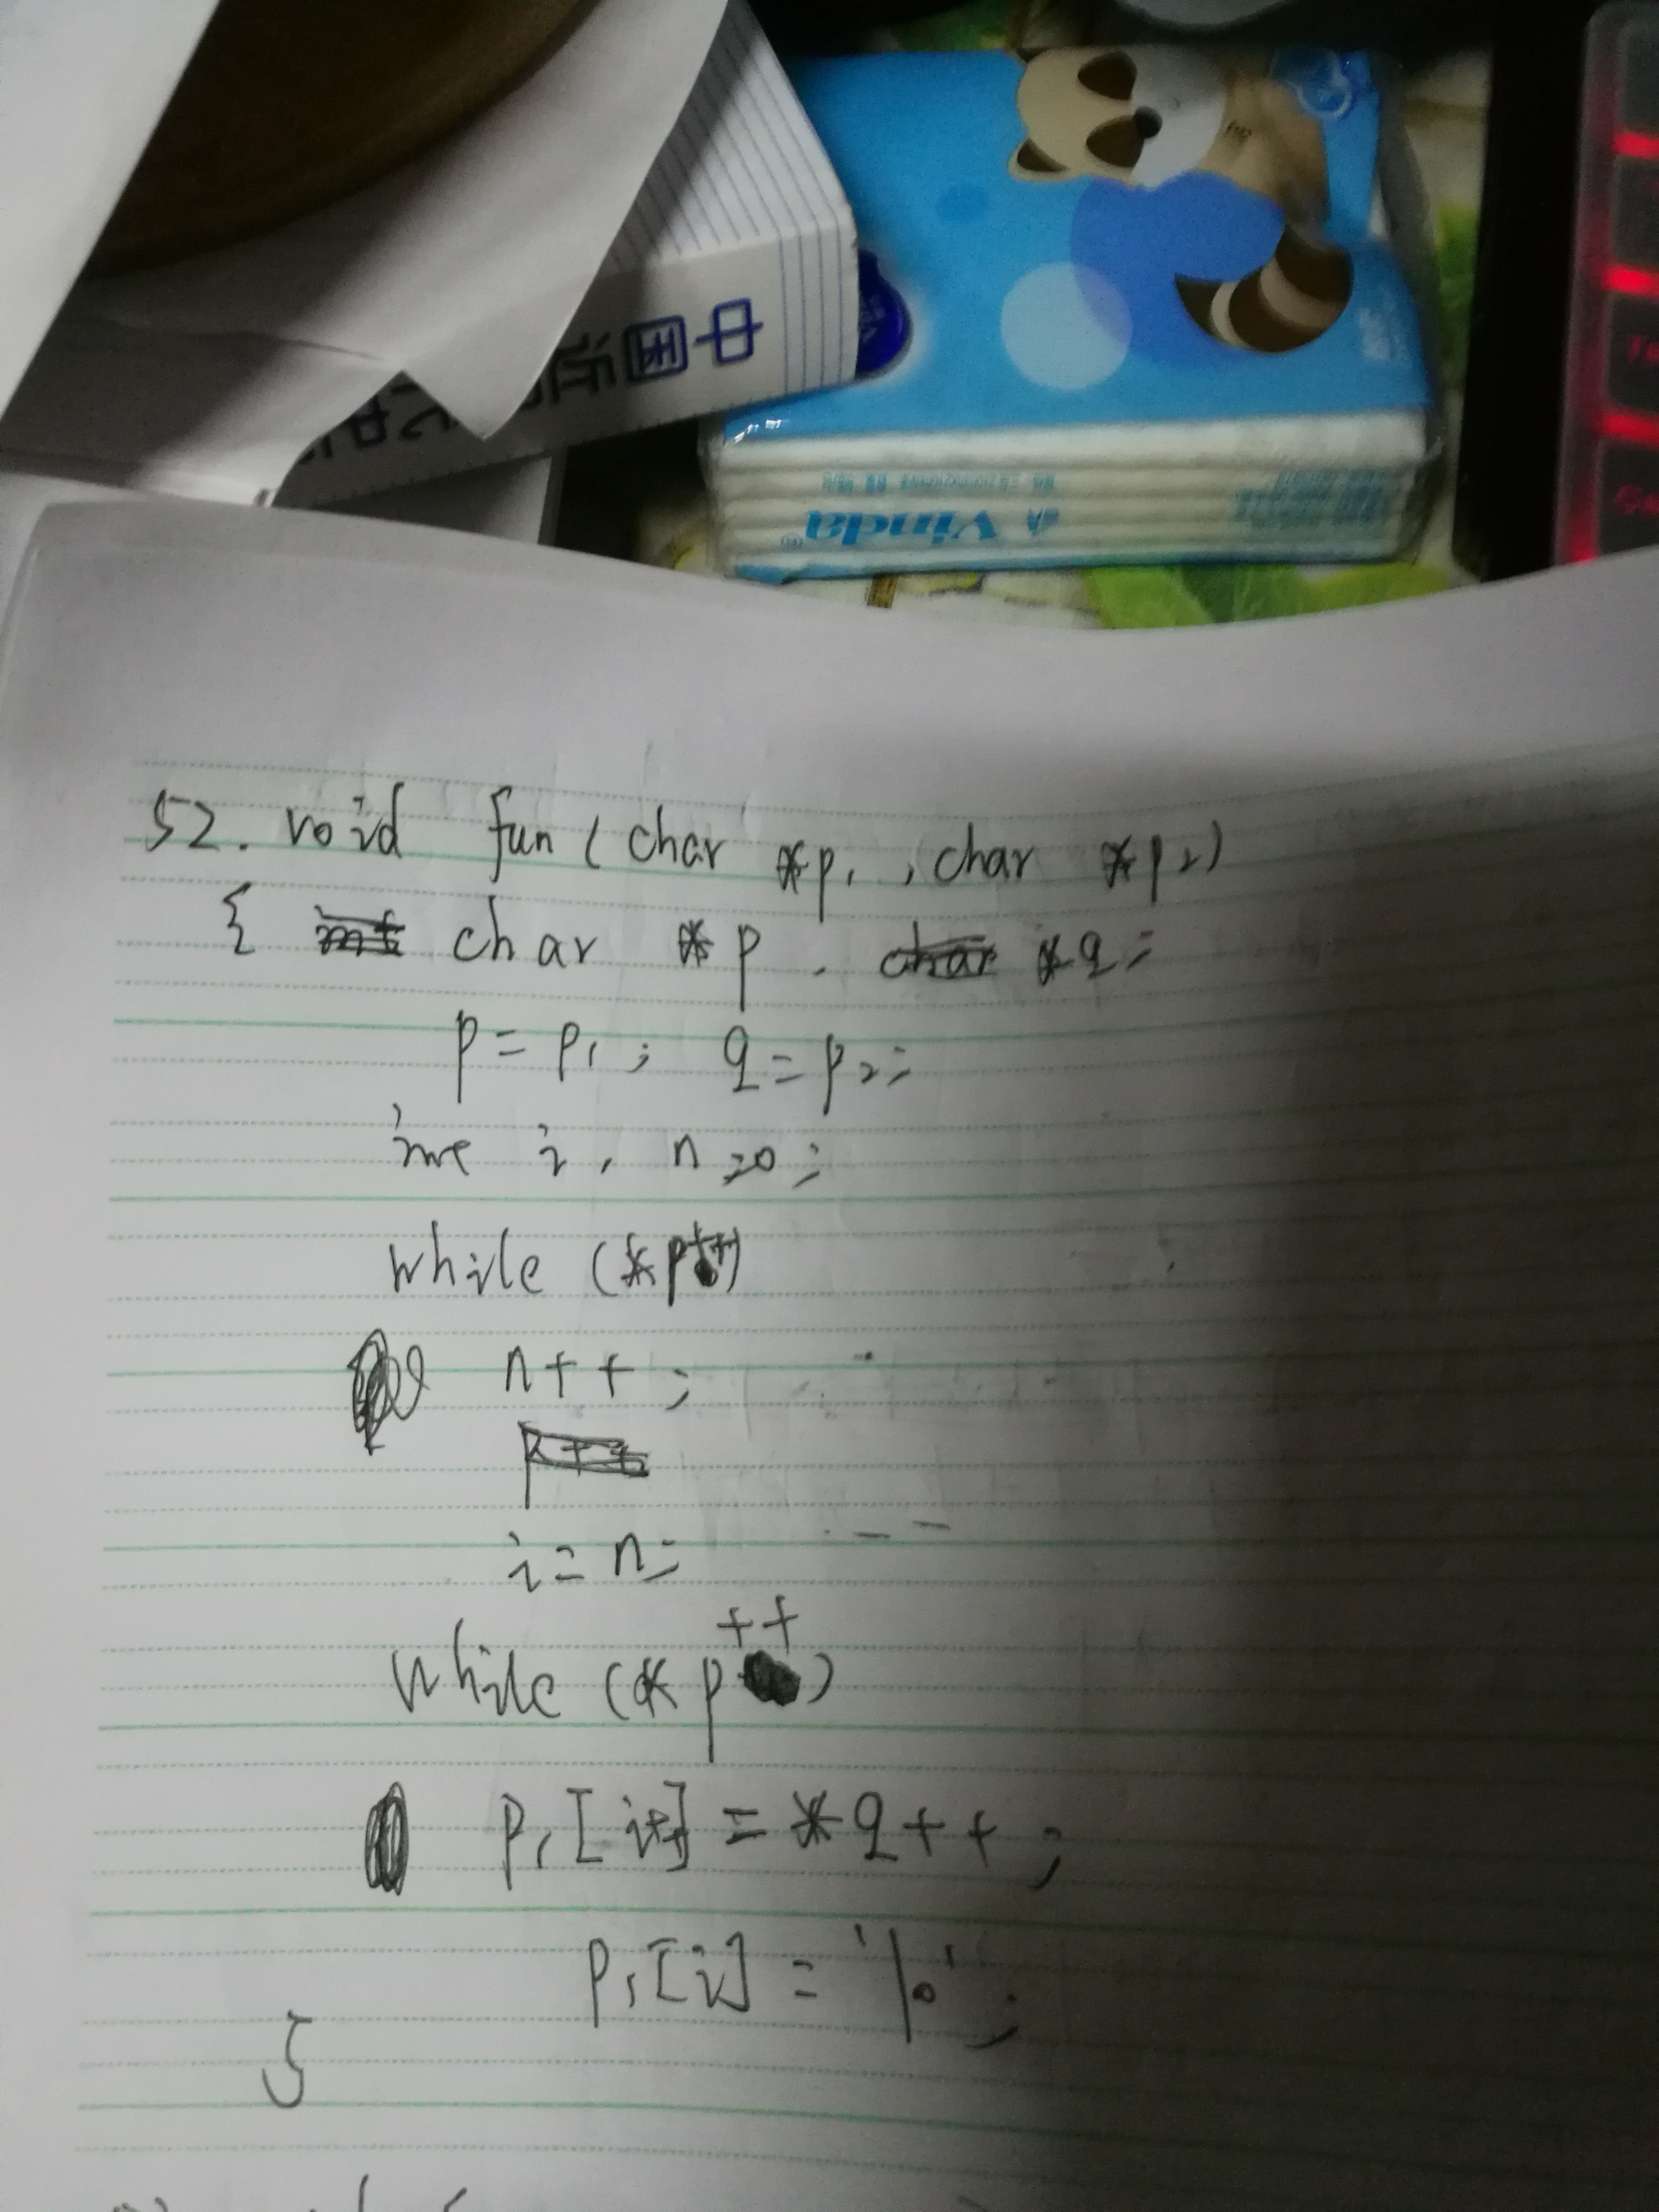 中国近
Vinda
52. void fun (char *p1, char *p2)
{ char *p, *q;
p = p1; q = p2;
int i, n=0;
while (*p++)
n++;
i = n;
while (*p++)
p1[i++] = *q++;
p1[i] = '\0';
}